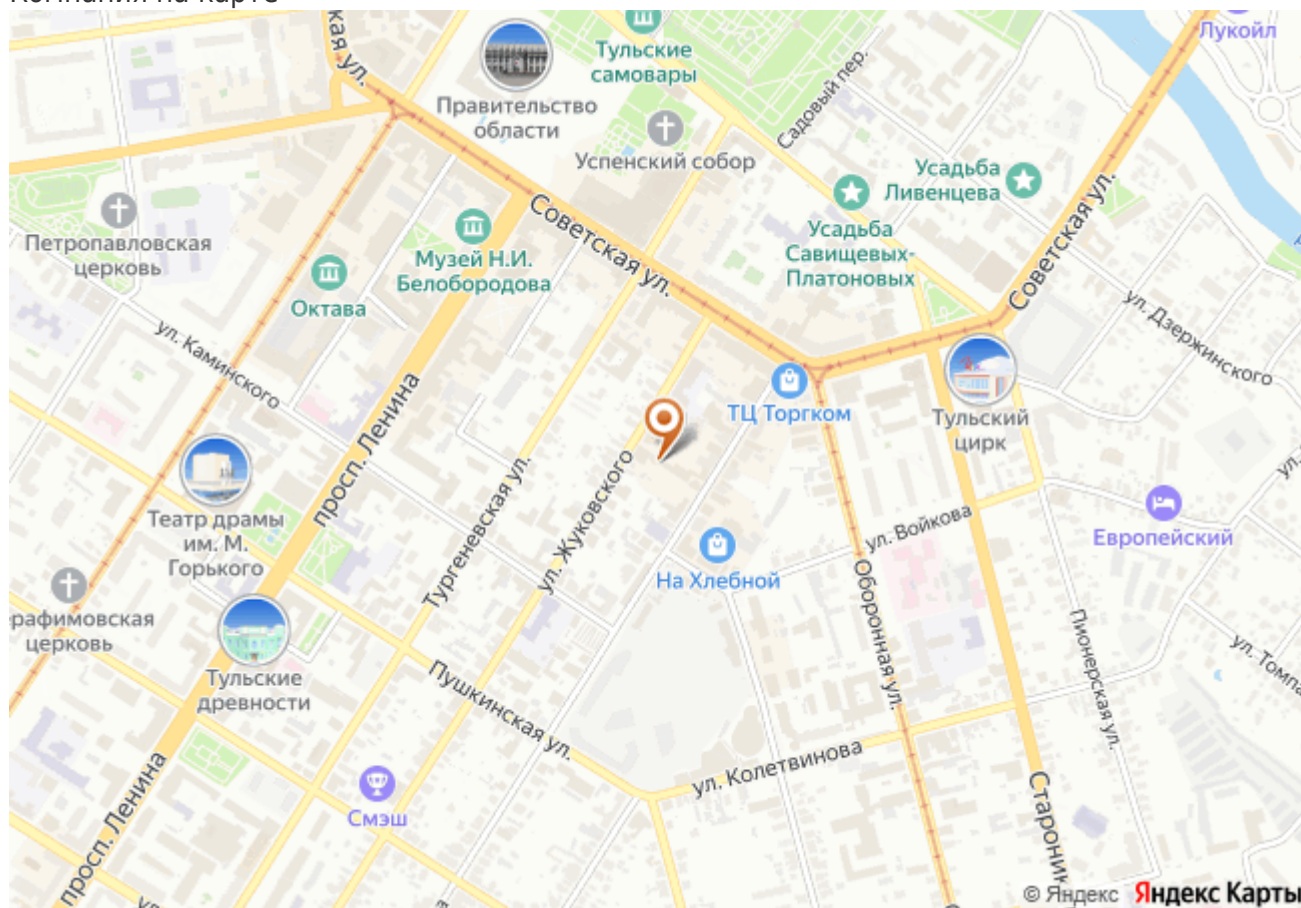 Компания на карте
Лукойл
Тульские
самовары
Правительство
области
Садовый пер.
Успенский собор
Усадьба
Ливенцева
Петропавловская
церковь
Музей Н.И.
Белобородова
Советская ул.
Усадьба
Савищевых-
Платоновых
Советская ул.
Октава
ул. Каминского
ул. Дзержинского
просп. Ленина
ТЦ Торгком
Тульский
цирк
Театр драмы
им. М.
Горького
Тургеневская ул.
ул. Жуковского
На Хлебной
ул. Войкова
Европейский
Оборонная ул.
Пионерская ул.
Тульские
древности
Пушкинская ул.
ул. Колетвинова
Смэш
просп. Ленина
© Яндекс Яндекс Карты